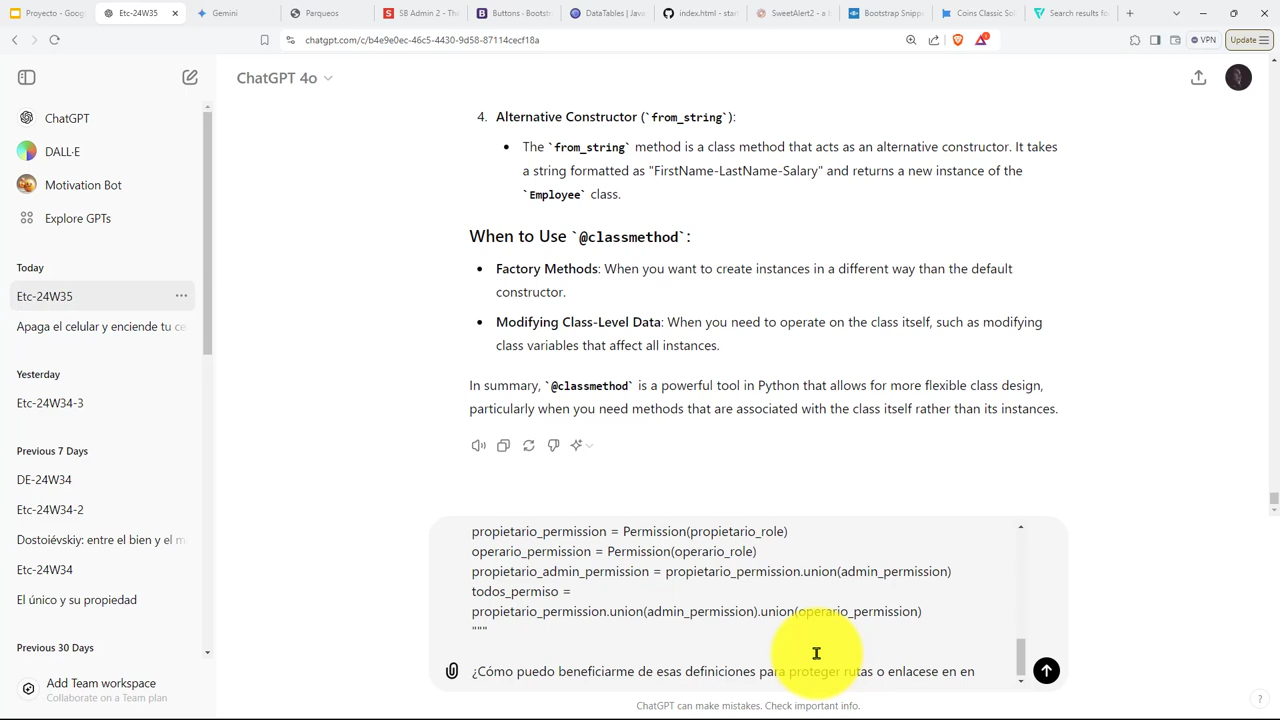 Proyecto - Goog
Etc-24W35
Gemini
Parqueos
SB Admin 2 - The
Buttons · Bootstr
DataTables | Java
index.html - star
SweetAlert2 - a b
Bootstrap Snippe
Coins Classic Sol
Search results fo
chatgpt.com/c/b4e9e0ec-46c5-4430-9d58-87114cecf18a
VPN
Update
ChatGPT 4o
ChatGPT
DALL·E
Motivation Bot
Explore GPTs
Today
Etc-24W35
Apaga el celular y enciende tu ce
Yesterday
Etc-24W34-3
Previous 7 Days
DE-24W34
Etc-24W34-2
Dostoiévskiy: entre el bien y el m
Etc-24W34
El único y su propiedad
Previous 30 Days
Add Team workspace
Collaborate on a Team plan
4. Alternative Constructor (`from_string`):
The `from_string` method is a class method that acts as an alternative constructor. It takes
a string formatted as "FirstName-LastName-Salary" and returns a new instance of the
`Employee` class.
When to Use `@classmethod`:
Factory Methods: When you want to create instances in a different way than the default
constructor.
Modifying Class-Level Data: When you need to operate on the class itself, such as modifying
class variables that affect all instances.
In summary, `@classmethod` is a powerful tool in Python that allows for more flexible class design,
particularly when you need methods that are associated with the class itself rather than its instances.
propietario_permission = Permission(propietario_role)
operario_permission = Permission(operario_role)
propietario_admin_permission = propietario_permission.union(admin_permission)
todos_permiso =
propietario_permission.union(admin_permission).union(operario_permission)
"""
¿Cómo puedo beneficiarme de esas definiciones para proteger rutas o enlacese en en
ChatGPT can make mistakes. Check important info.
?